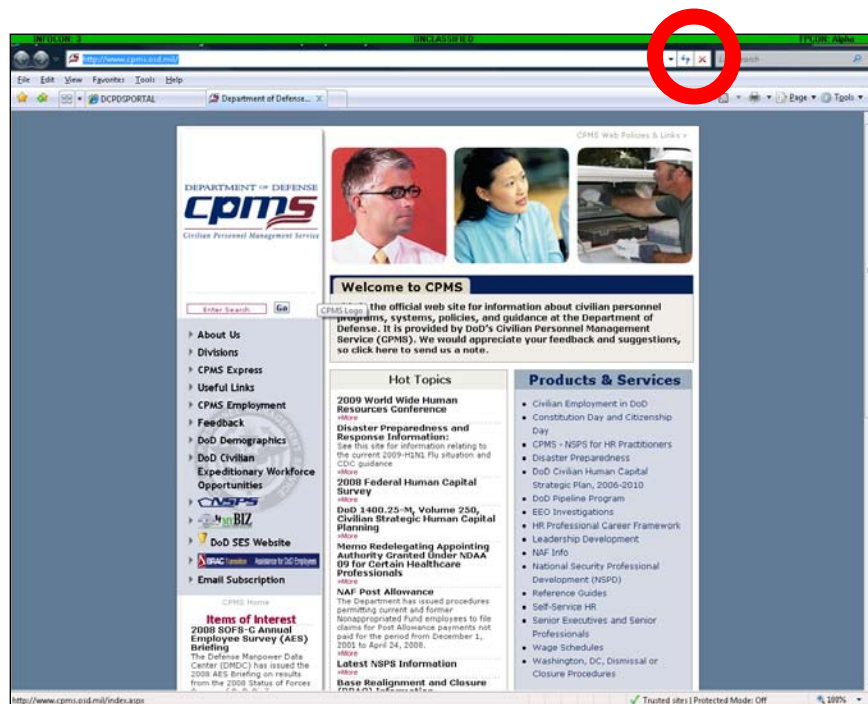 INFOCON: 3 UNCLASSIFIED FPCON: Alpha
http://www.cpms.osd.mil/
File Edit View Favorites Tools Help
DCPDSPORTAL Department of Defense... X Page Tools
CPMS Web Policies & Links »
DEPARTMENT OF DEFENSE
cpms
Civilian Personnel Management Service
Enter Search Go
CPMS Logo
About Us
Divisions
CPMS Express
Useful Links
CPMS Employment
Feedback
DoD Demographics
DoD Civilian
Expeditionary Workforce
Opportunities
NSPS
My BIZ
DoD SES Website
BRAC Transition Assistance for DoD Employees
Email Subscription
CPMS Home
Items of Interest
2008 SOFS-C Annual
Employee Survey (AES)
Briefing
The Defense Manpower Data
Center (DMDC) has issued the
2008 AES Briefing on results
from the 2008 Status of Forces
Welcome to CPMS
the official web site for information about civilian personnel
programs, systems, policies, and guidance at the Department of
Defense. It is provided by DoD's Civilian Personnel Management
Service (CPMS). We would appreciate your feedback and suggestions,
so click here to send us a note.
Hot Topics
2009 World Wide Human
Resources Conference
»More
Disaster Preparedness and
Response Information:
See this site for information relating to
the current 2009-H1N1 Flu situation and
CDC guidance
»More
2008 Federal Human Capital
Survey
»More
DoD 1400.25-M, Volume 250,
Civilian Strategic Human Capital
Planning
»More
Memo Redelegating Appointing
Authority Granted Under NDAA
09 for Certain Healthcare
Professionals
»More
NAF Post Allowance
The Department has issued procedures
permitting current and former
Nonappropriated Fund employees to file
claims for Post Allowance payments not
paid for the period from December 1,
2001 to April 24, 2008.
»More
Latest NSPS Information
»More
Base Realignment and Closure
(BRAC) Information
Products & Services
Civilian Employment in DoD
Constitution Day and Citizenship
Day
CPMS - NSPS for HR Practitioners
Disaster Preparedness
DoD Civilian Human Capital
Strategic Plan, 2006-2010
DoD Pipeline Program
EEO Investigations
HR Professional Career Framework
Leadership Development
NAF Info
National Security Professional
Development (NSPD)
Reference Guides
Self-Service HR
Senior Executives and Senior
Professionals
Wage Schedules
Washington, DC, Dismissal or
Closure Procedures
http://www.cpms.osd.mil/index.aspx Trusted sites | Protected Mode: Off 100%